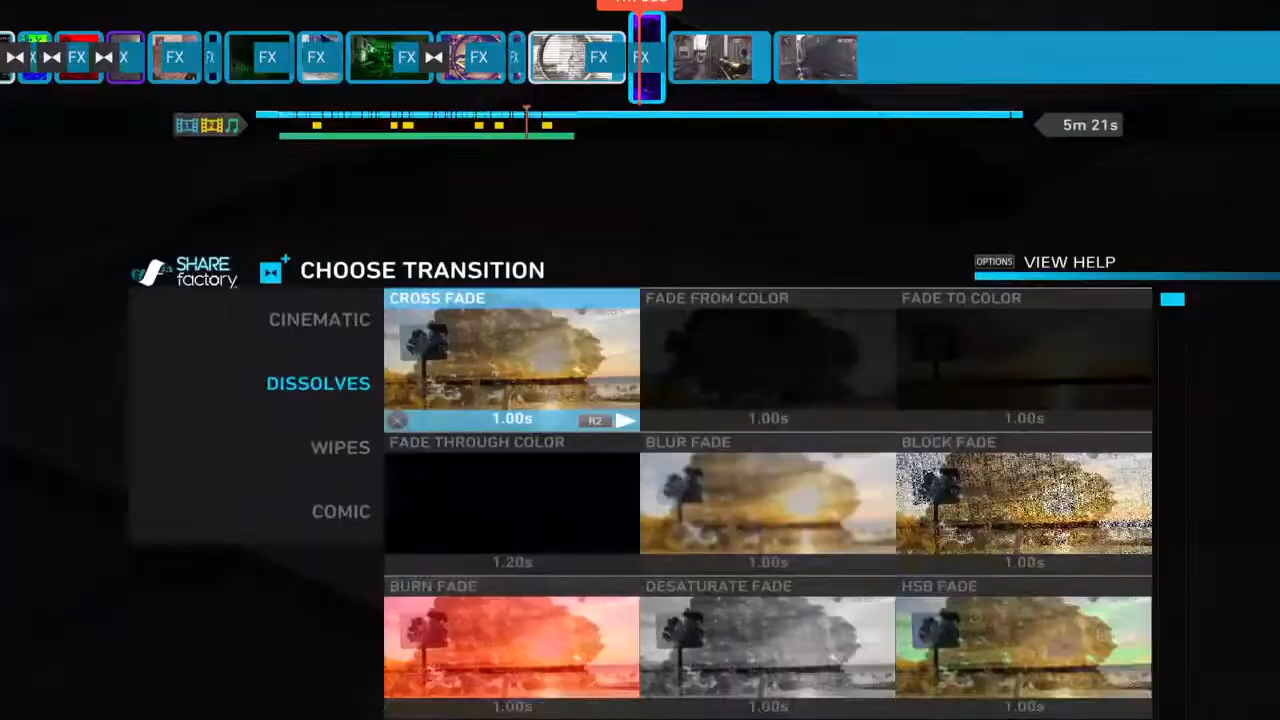 X FX X FX FX FX FX FX FX FX FX FX
5m 21s
SHARE
factory
CHOOSE TRANSITION
OPTIONS VIEW HELP
CINEMATIC
DISSOLVES
WIPES
COMIC
CROSS FADE FADE FROM COLOR FADE TO COLOR
1.00s R2 1.00s 1.00s
FADE THROUGH COLOR BLUR FADE BLOCK FADE
1.20s 1.00s 1.00s
BURN FADE DESATURATE FADE HSB FADE
1.00s 1.00s 1.00s